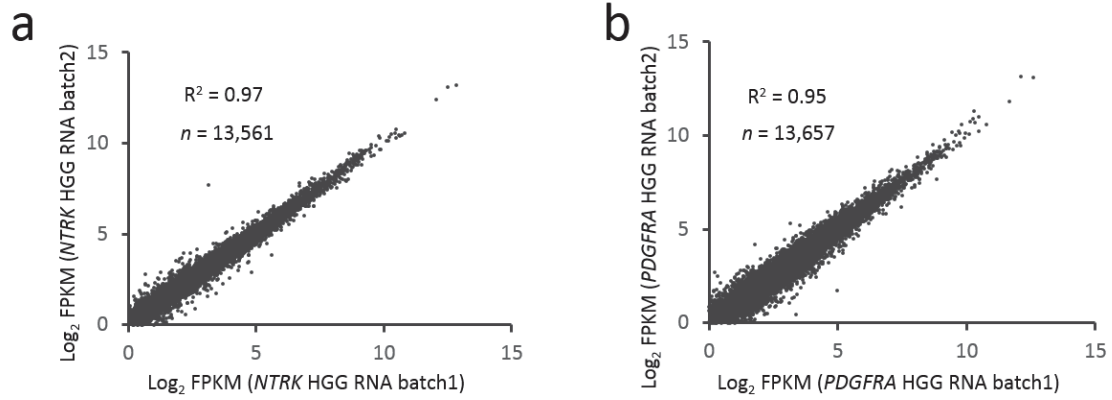 a
Log2 FPKM (NTRK HGG RNA batch2)
15
10
5
0
R² = 0.97
n = 13,561
0 5 10 15
Log2 FPKM (NTRK HGG RNA batch1)
b
Log2 FPKM (PDGFRA HGG RNA batch2)
15
10
5
0
R² = 0.95
n = 13,657
0 5 10 15
Log2 FPKM (PDGFRA HGG RNA batch1)